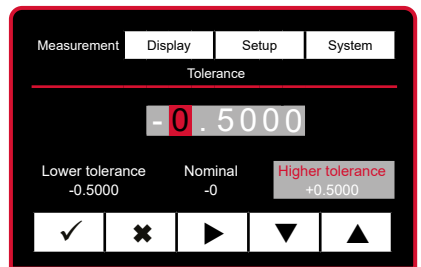 Measurement Display Setup System
Tolerance
-0.5000
Lower tolerance Nominal Higher tolerance
-0.5000 -0 +0.5000